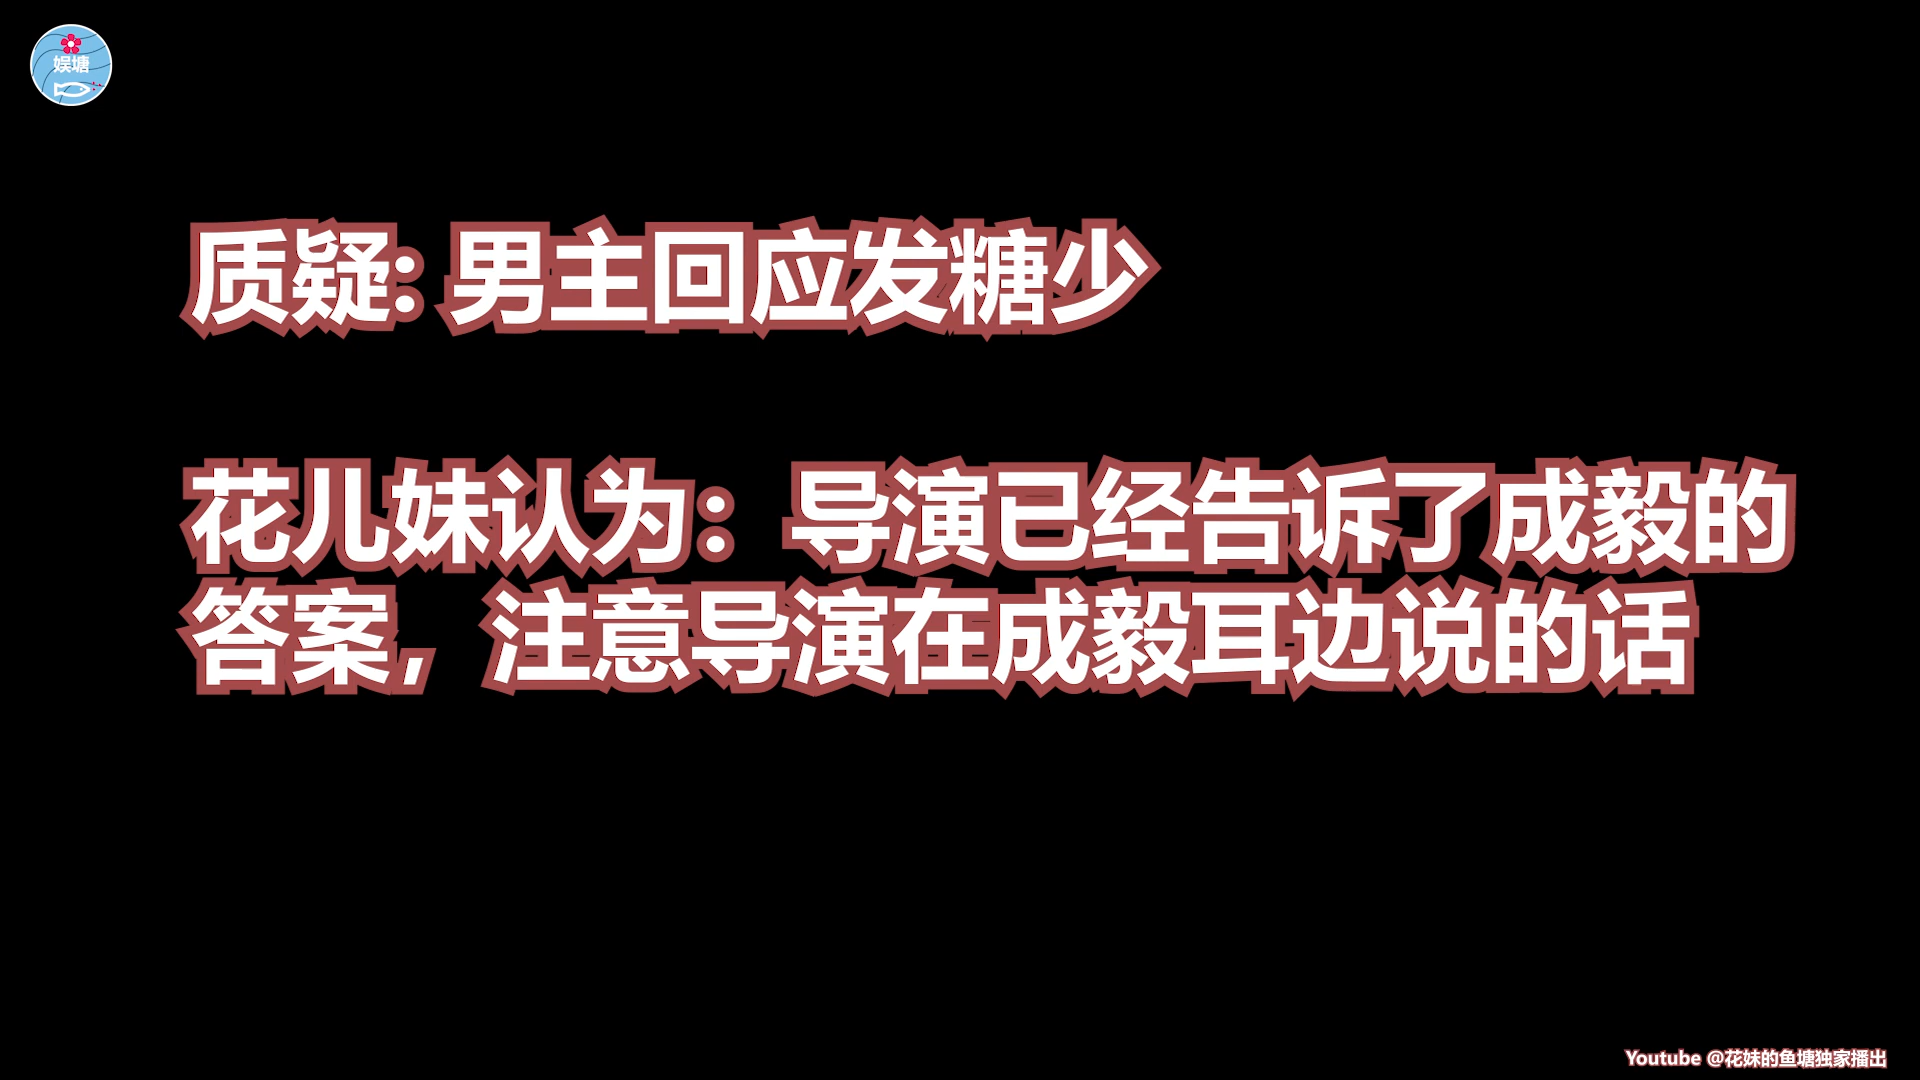 娱塘
质疑: 男主回应发糖少
花儿妹认为：导演已经告诉了成毅的
答案，注意导演在成毅耳边说的话
Youtube @花妹的鱼塘独家播出